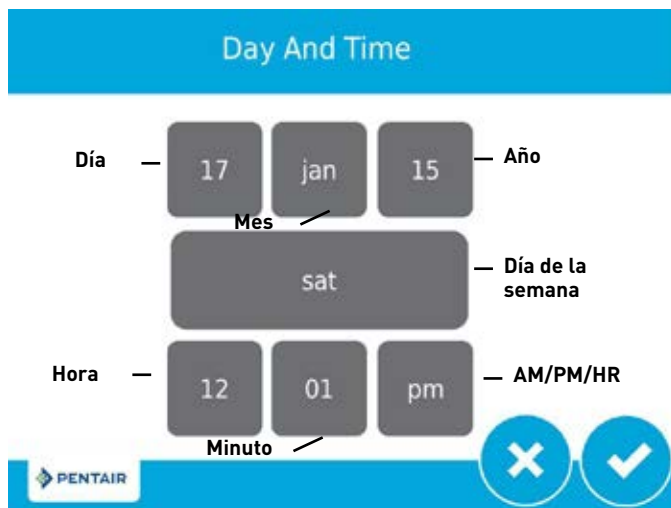 Day And Time
Día
17
jan
15
Año
Mes
sat
Día de la
semana
Hora
12
01
pm
AM/PM/HR
Minuto
PENTAIR